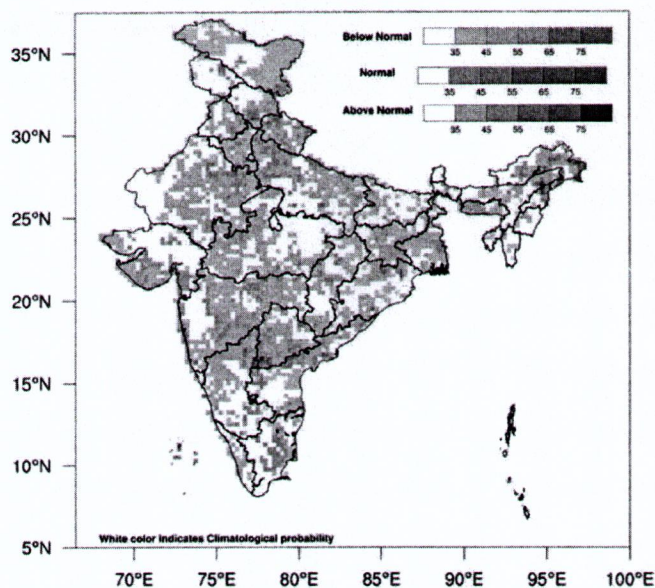 Below Normal
35 45 55 65 75
Normal
35 45 55 65 75
Above Normal
35 45 55 65 75
35°N
30°N
25°N
20°N
15°N
10°N
5°N
White color indicates Climatological probability
70°E 75°E 80°E 85°E 90°E 95°E 100°E